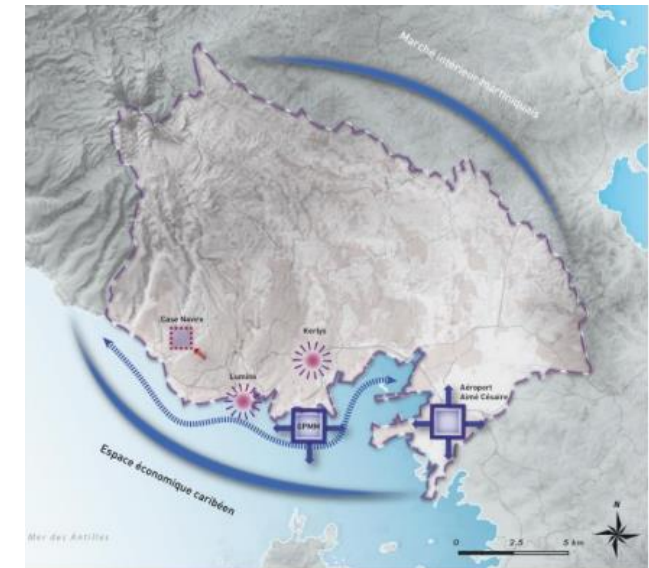 Marché intérieur martiniquais
Case Navire
Kerlys
Lumina
Aéroport
Aimé Césaire
GPMM
Espace économique caribéen
Mer des Antilles
N
0 2.5 5 km